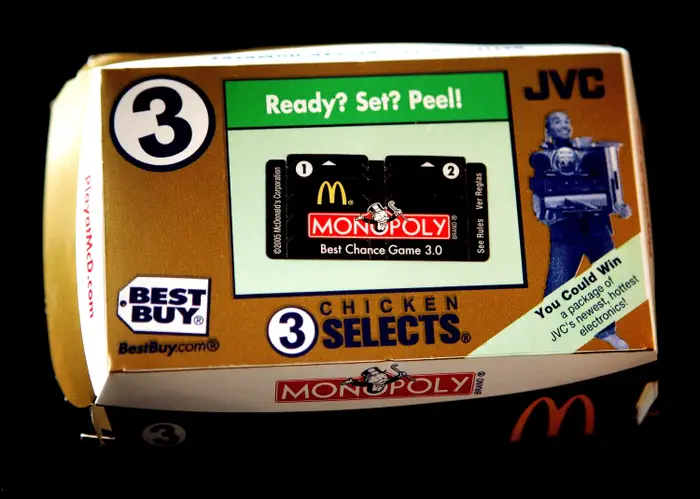 3
Ready? Set? Peel!
JVC
1
2
©2005 McDonald's Corporation
MONOPOLY BRAND ®
Best Chance Game 3.0
See Rules Ver Reglas
PlayatMcD.com
BEST
BUY®
BestBuy.com®
3 CHICKEN
SELECTS®
You Could Win
a package of
JVC's newest, hottest
electronics!
MONOPOLY BRAND ®
3